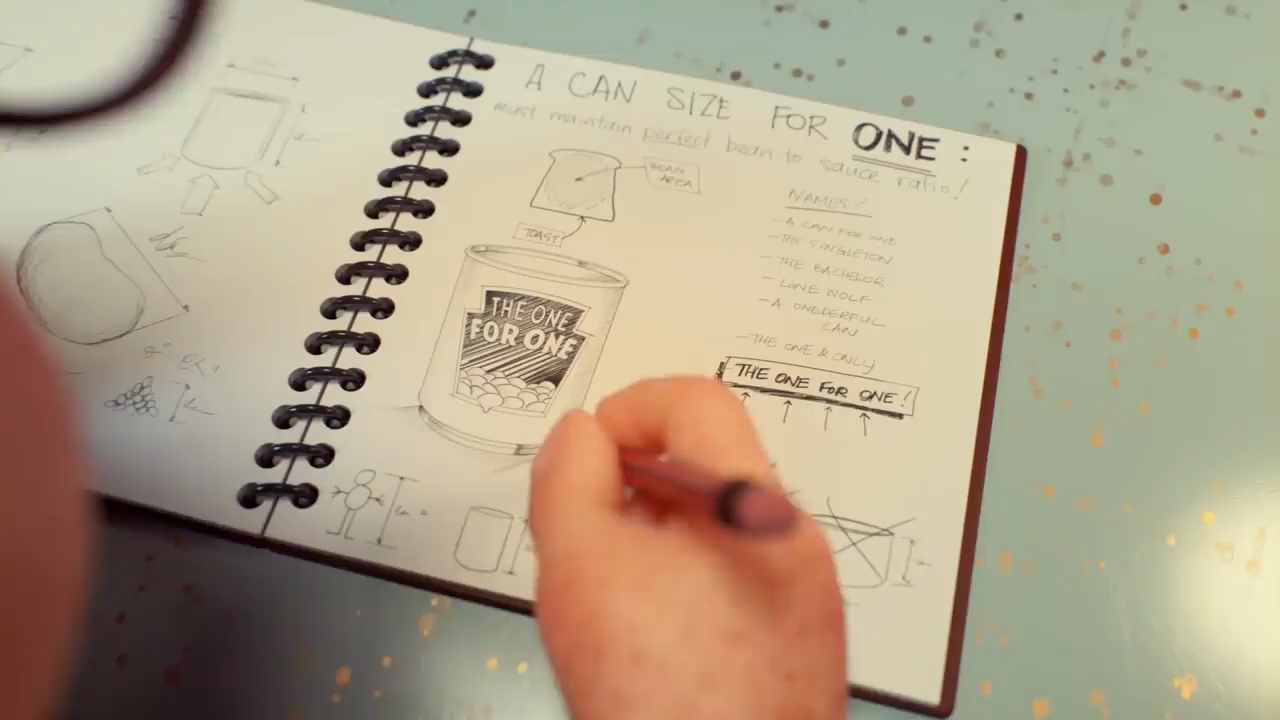 A CAN SIZE FOR ONE:
must maintain perfect bean to sauce ratio!
BEAN
AREA
TOAST
THE ONE
FOR ONE
NAMES!
- A CAN FOR ONE
- THE SINGLETON
- THE BACHELOR
- LONE WOLF
- A ONEDERFUL
CAN
- THE ONE & ONLY
THE ONE FOR ONE!